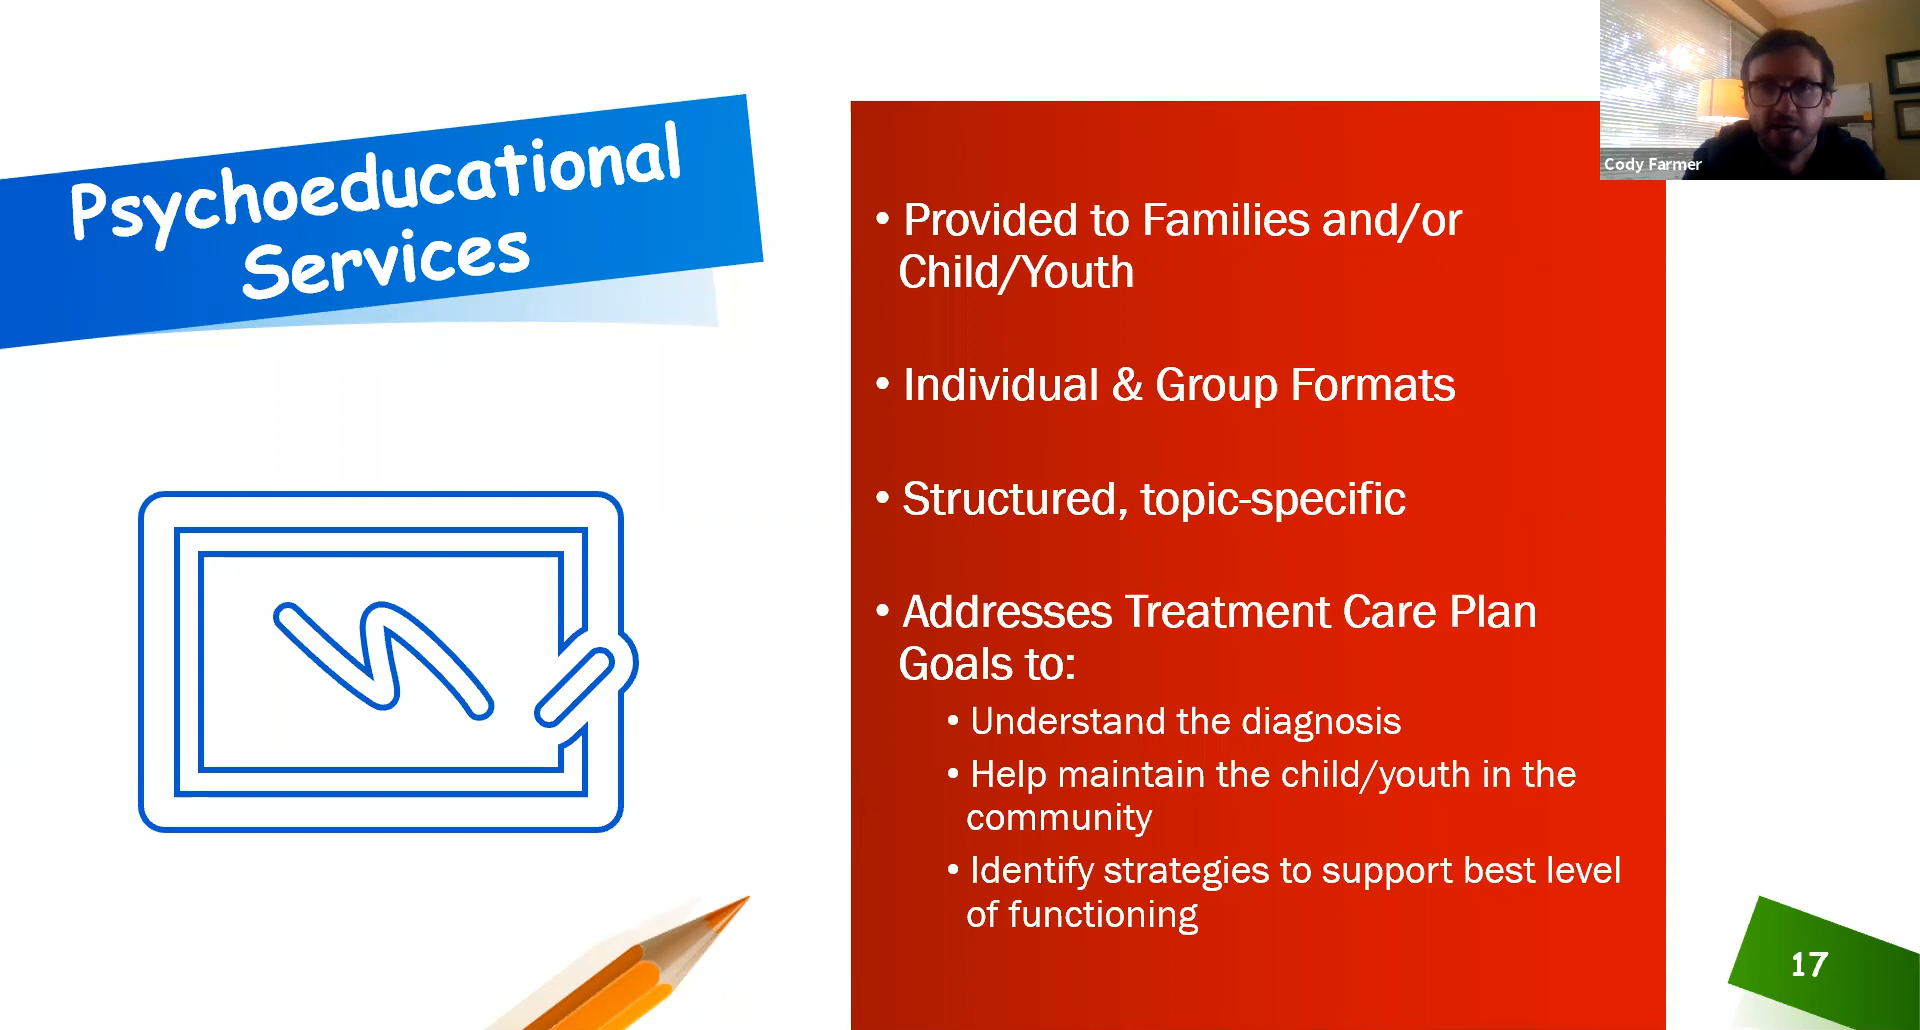 Psychoeducational
Services
Cody Farmer
• Provided to Families and/or
Child/Youth
• Individual & Group Formats
• Structured, topic-specific
• Addresses Treatment Care Plan
Goals to:
• Understand the diagnosis
• Help maintain the child/youth in the
community
• Identify strategies to support best level
of functioning
17